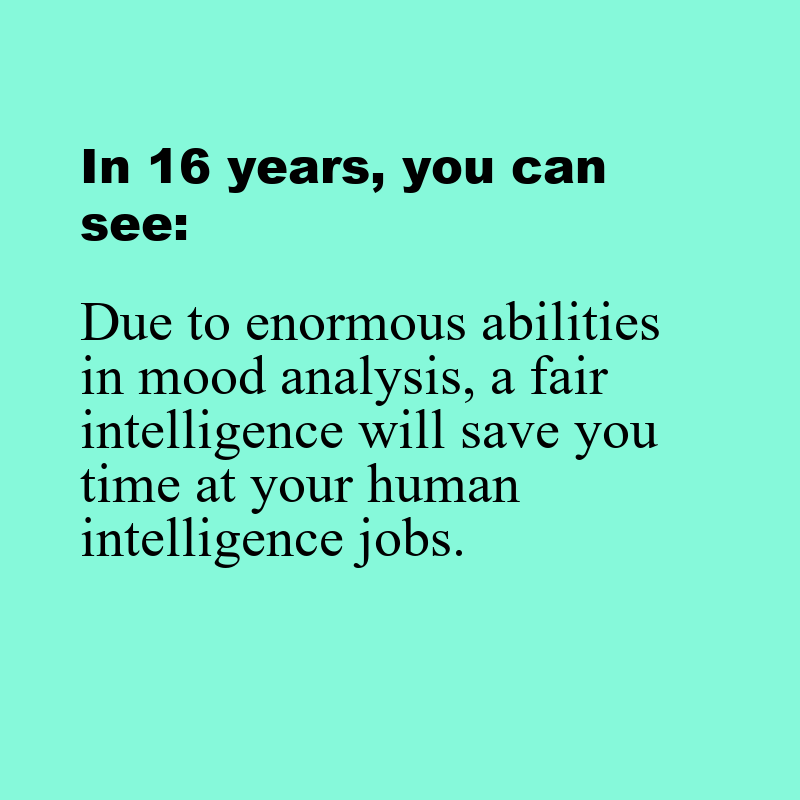 In 16 years, you can
see:
Due to enormous abilities
in mood analysis, a fair
intelligence will save you
time at your human
intelligence jobs.